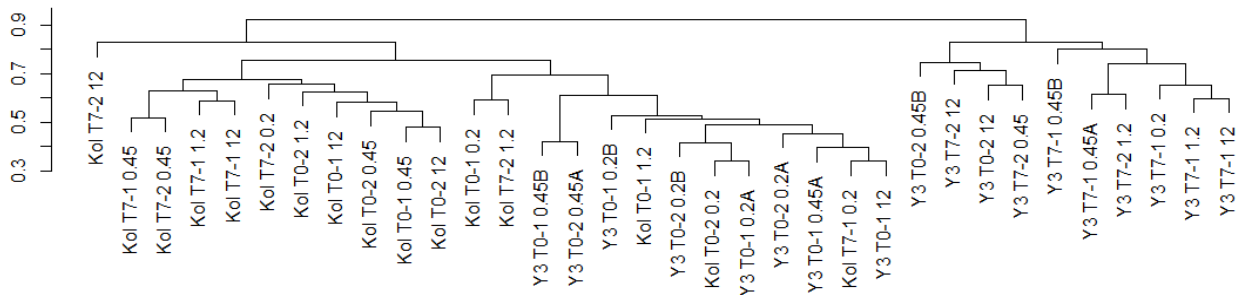 0.9
0.7
0.5
0.3
Kol T7-2 12
Kol T7-1 0.45
Kol T7-2 0.45
Kol T7-1 1.2
Kol T7-1 12
Kol T7-2 0.2
Kol T0-2 1.2
Kol T0-1 12
Kol T0-2 0.45
Kol T0-1 0.45
Kol T0-2 12
Kol T0-1 0.2
Kol T7-2 1.2
Y3 T0-1 0.45B
Y3 T0-2 0.45A
Y3 T0-1 0.2B
Kol T0-1 1.2
Y3 T0-2 0.2B
Kol T0-2 0.2
Y3 T0-1 0.2A
Y3 T0-2 0.2A
Y3 T0-1 0.45A
Kol T7-1 0.2
Y3 T0-1 12
Y3 T0-2 0.45B
Y3 T7-2 12
Y3 T0-2 12
Y3 T7-2 0.45
Y3 T7-1 0.45B
Y3 T7-1 0.45A
Y3 T7-2 1.2
Y3 T7-1 0.2
Y3 T7-1 1.2
Y3 T7-1 12